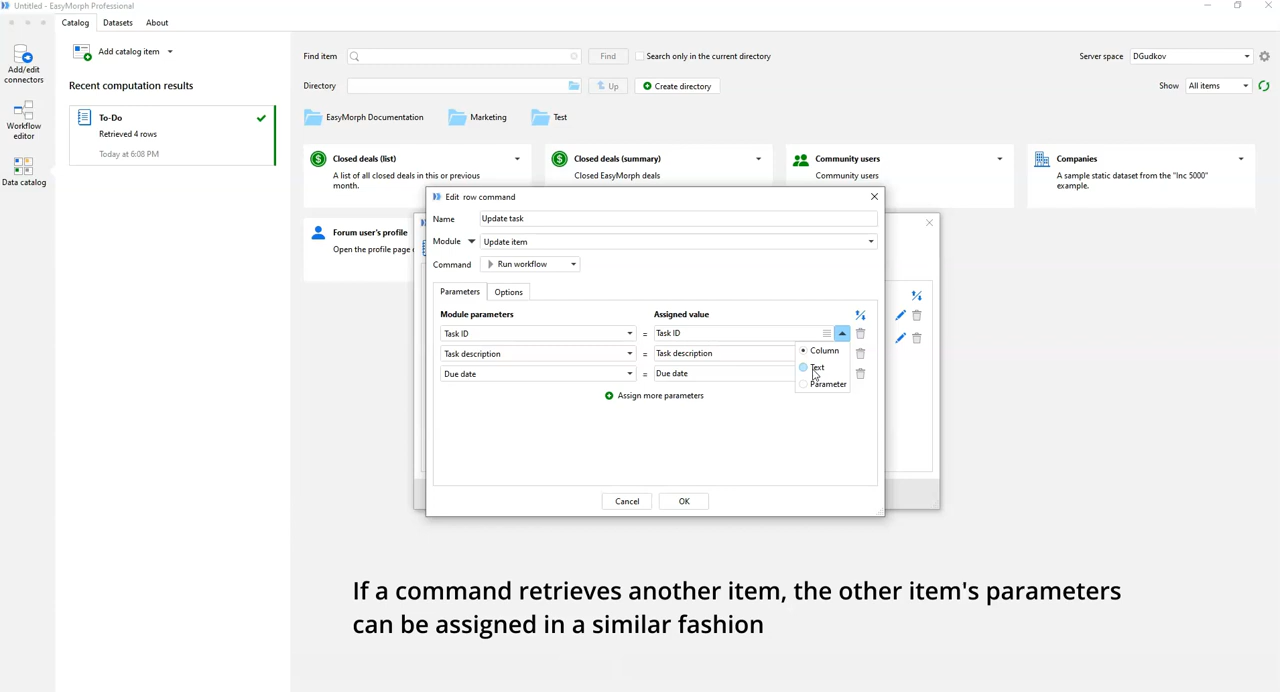 Untitled - EasyMorph Professional
Catalog
Datasets
About
Add/edit
connectors
Workflow
editor
Data catalog
Add catalog item
Recent computation results
To-Do
Retrieved 4 rows
Today at 6:08 PM
Find item
Find
Search only in the current directory
Server space
DGudkov
Directory
Up
Create directory
Show
All items
EasyMorph Documentation
Marketing
Test
Closed deals (list)
A list of all closed deals in this or previous
month.
Closed deals (summary)
Closed EasyMorph deals
Community users
Community users
Companies
A sample static dataset from the "Inc 5000"
example.
Forum user's profile
Open the profile page
Edit row command
Name
Update task
Module
Update item
Command
Run workflow
Parameters
Options
Module parameters
Assigned value
Task ID
=
Task ID
Task description
=
Task description
Due date
=
Due date
Column
Text
Parameter
Assign more parameters
Cancel
OK
If a command retrieves another item, the other item's parameters
can be assigned in a similar fashion